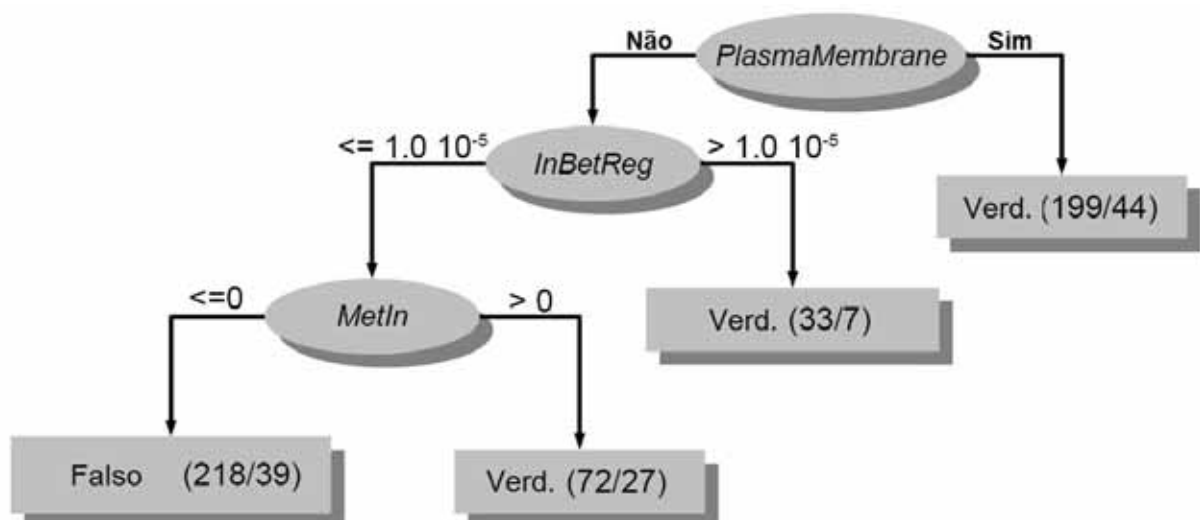 Não
PlasmaMembrane
Sim
<= 1.0 10⁻⁵
InBetReg
> 1.0 10⁻⁵
Verd. (199/44)
<=0
MetIn
> 0
Verd. (33/7)
Falso (218/39)
Verd. (72/27)